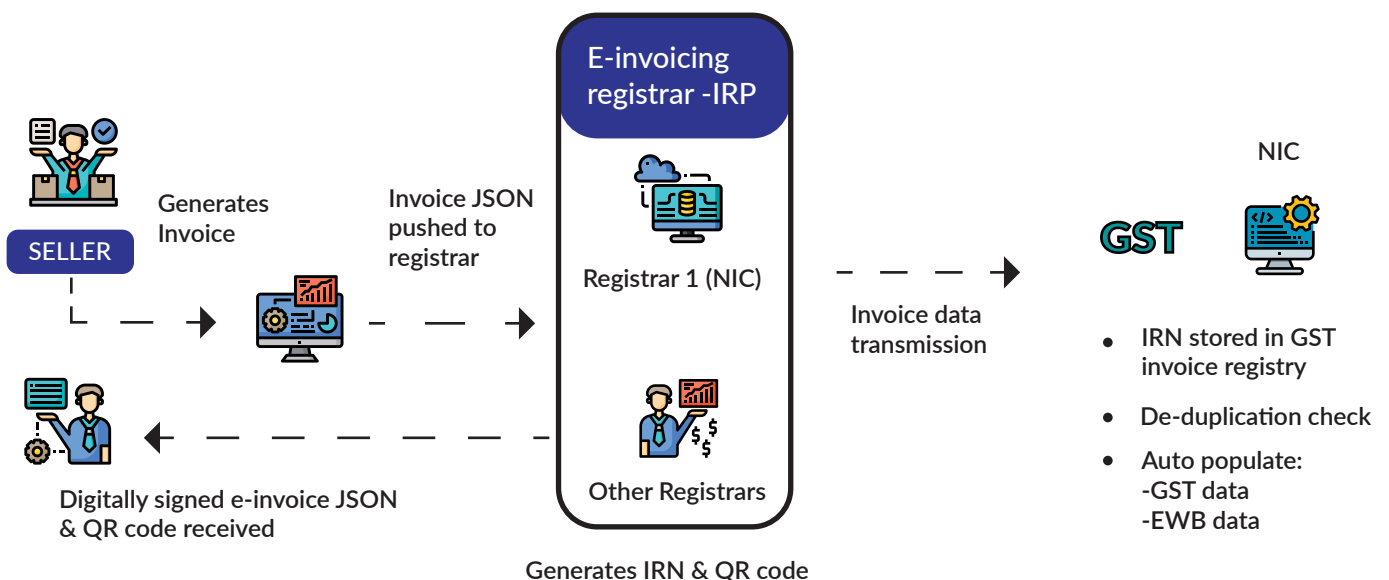 E-invoicing
registrar -IRP
SELLER
Generates
Invoice
Invoice JSON
pushed to
registrar
Registrar 1 (NIC)
Other Registrars
Generates IRN & QR code
Digitally signed e-invoice JSON
& QR code received
Invoice data
transmission
NIC
GST
</>
• IRN stored in GST
invoice registry
• De-duplication check
• Auto populate:
-GST data
-EWB data
$ $ $